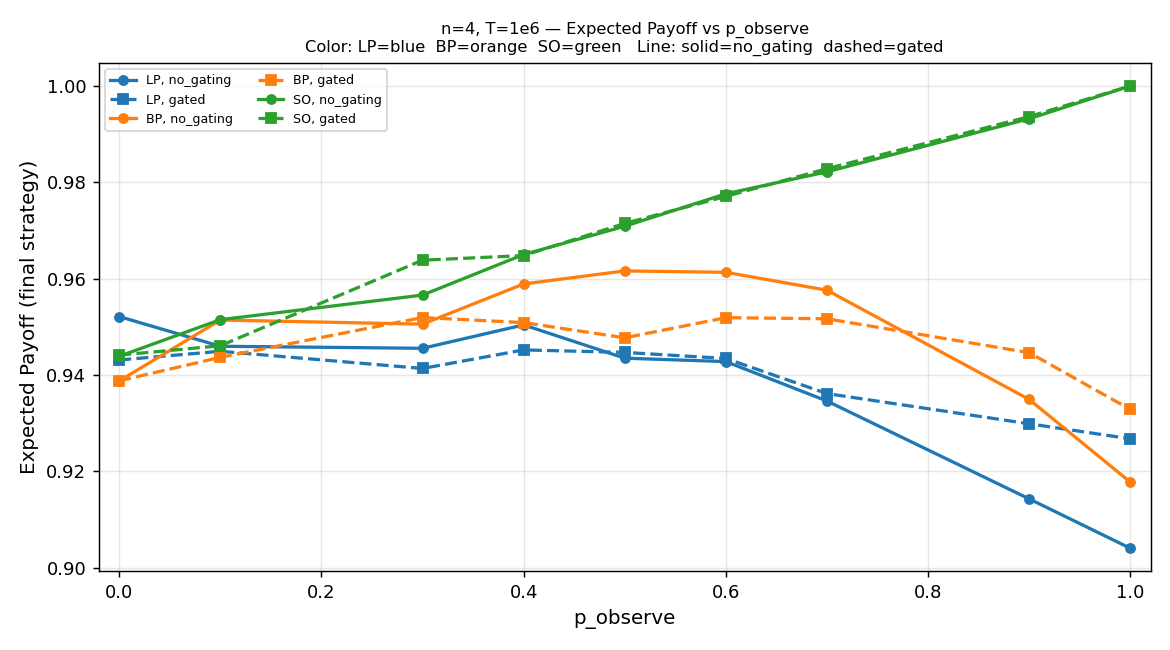 n=4, T=1e6 — Expected Payoff vs p_observe
Color: LP=blue  BP=orange  SO=green   Line: solid=no_gating  dashed=gated
LP, no_gating
LP, gated
BP, no_gating
BP, gated
SO, no_gating
SO, gated
Expected Payoff (final strategy)
1.00
0.98
0.96
0.94
0.92
0.90
0.0
0.2
0.4
0.6
0.8
1.0
p_observe